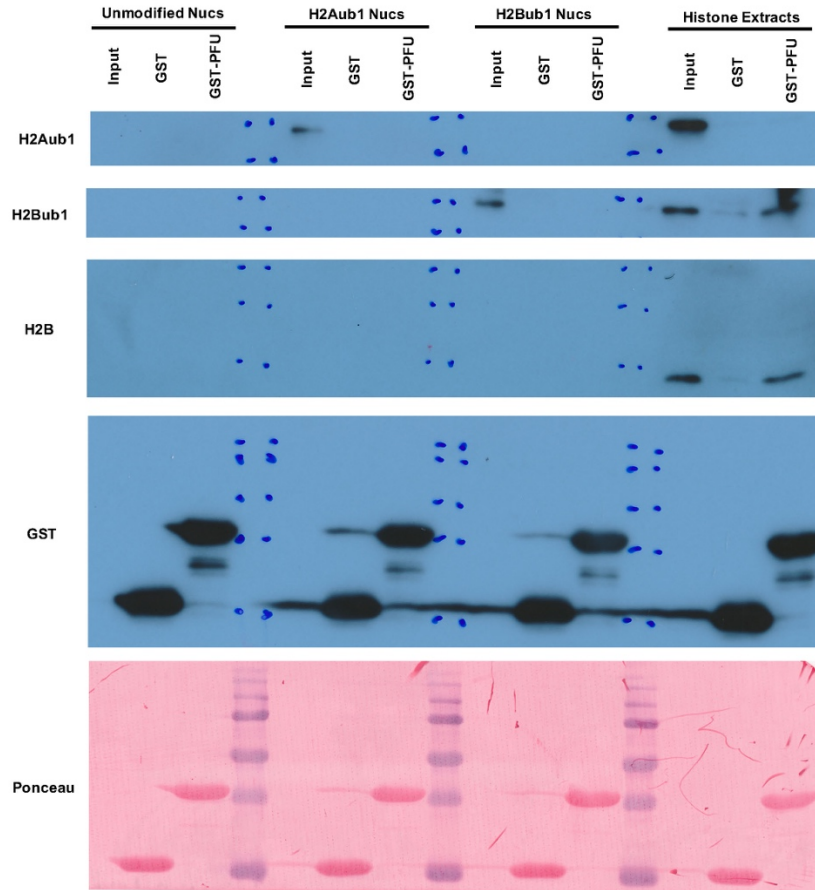 Unmodified Nucs H2Aub1 Nucs H2Bub1 Nucs Histone Extracts
Input GST GST-PFU Input GST GST-PFU Input GST GST-PFU Input GST GST-PFU
H2Aub1
H2Bub1
H2B
GST
Ponceau